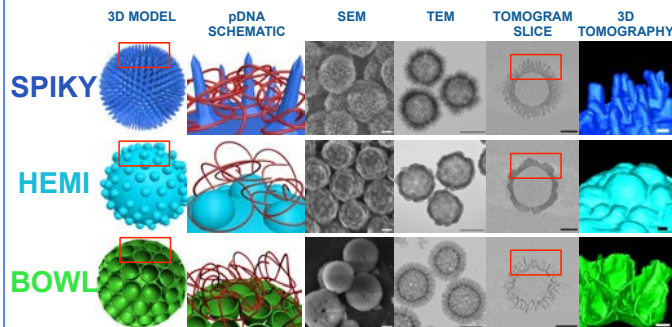 3D MODEL
pDNA
SCHEMATIC
SEM
TEM
TOMOGRAM
SLICE
3D
TOMOGRAPHY
SPIKY
HEMI
BOWL